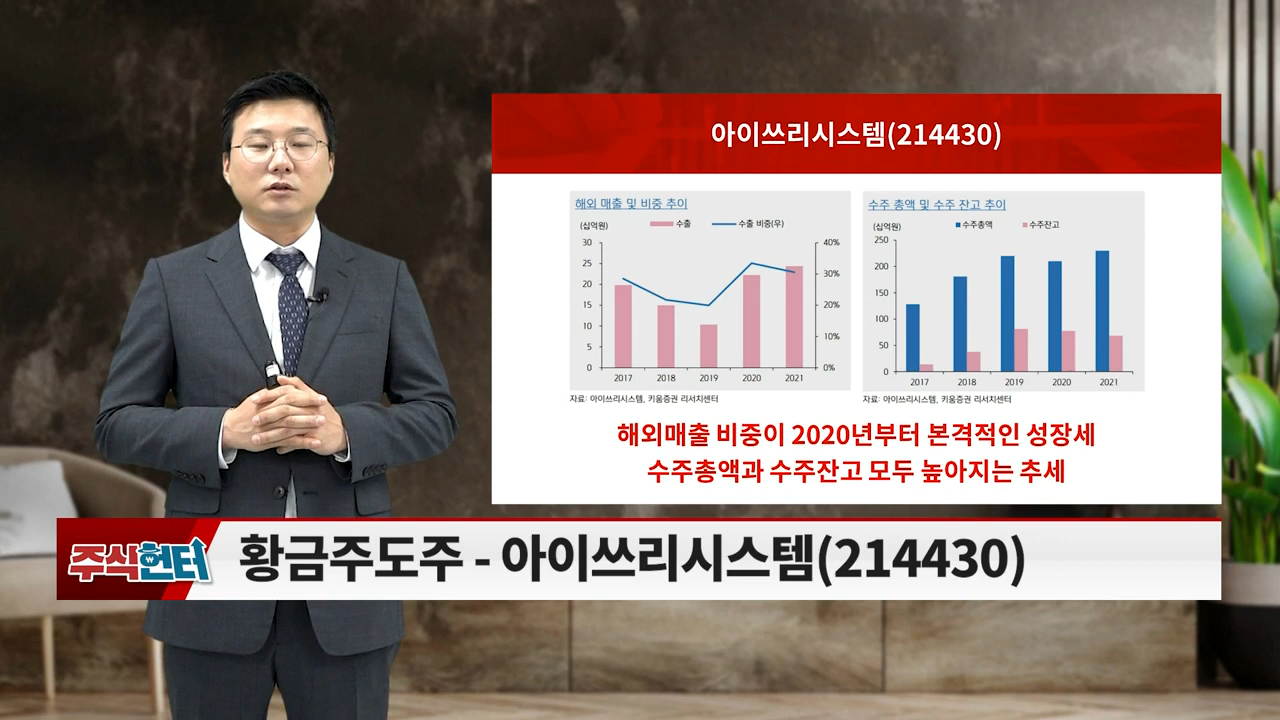 아이쓰리시스템(214430)
해외 매출 및 비중 추이
(십억원)
수출
수출 비중(우)
30
25
20
15
10
5
0
40%
30%
20%
10%
0%
2017 2018 2019 2020 2021
자료: 아이쓰리시스템, 키움증권 리서치센터
수주 총액 및 수주 잔고 추이
(십억원)
수주총액
수주잔고
250
200
150
100
50
0
2017 2018 2019 2020 2021
자료: 아이쓰리시스템, 키움증권 리서치센터
해외매출 비중이 2020년부터 본격적인 성장세
수주총액과 수주잔고 모두 높아지는 추세
주식헌터
황금주도주 - 아이쓰리시스템(214430)